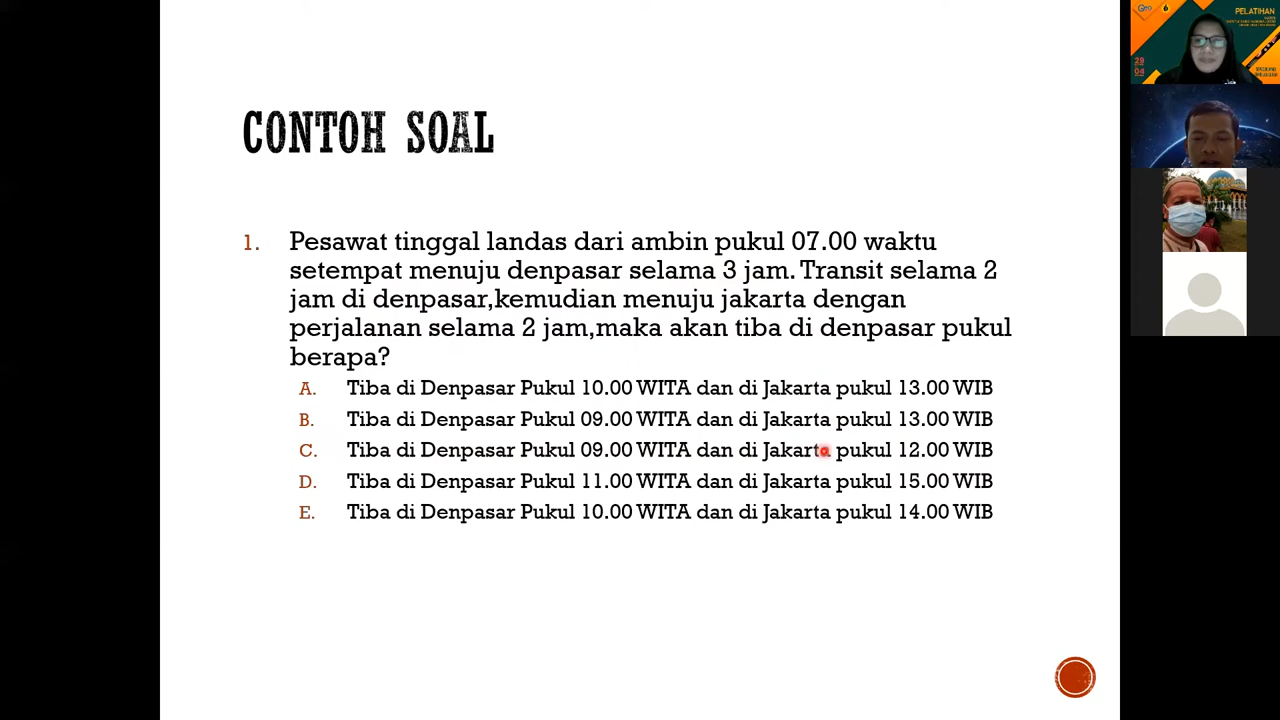 CONTOH SOAL
1. Pesawat tinggal landas dari ambin pukul 07.00 waktu
setempat menuju denpasar selama 3 jam. Transit selama 2
jam di denpasar,kemudian menuju jakarta dengan
perjalanan selama 2 jam,maka akan tiba di denpasar pukul
berapa?
A. Tiba di Denpasar Pukul 10.00 WITA dan di Jakarta pukul 13.00 WIB
B. Tiba di Denpasar Pukul 09.00 WITA dan di Jakarta pukul 13.00 WIB
C. Tiba di Denpasar Pukul 09.00 WITA dan di Jakarta pukul 12.00 WIB
D. Tiba di Denpasar Pukul 11.00 WITA dan di Jakarta pukul 15.00 WIB
E. Tiba di Denpasar Pukul 10.00 WITA dan di Jakarta pukul 14.00 WIB
Geo 6
PELATIHAN